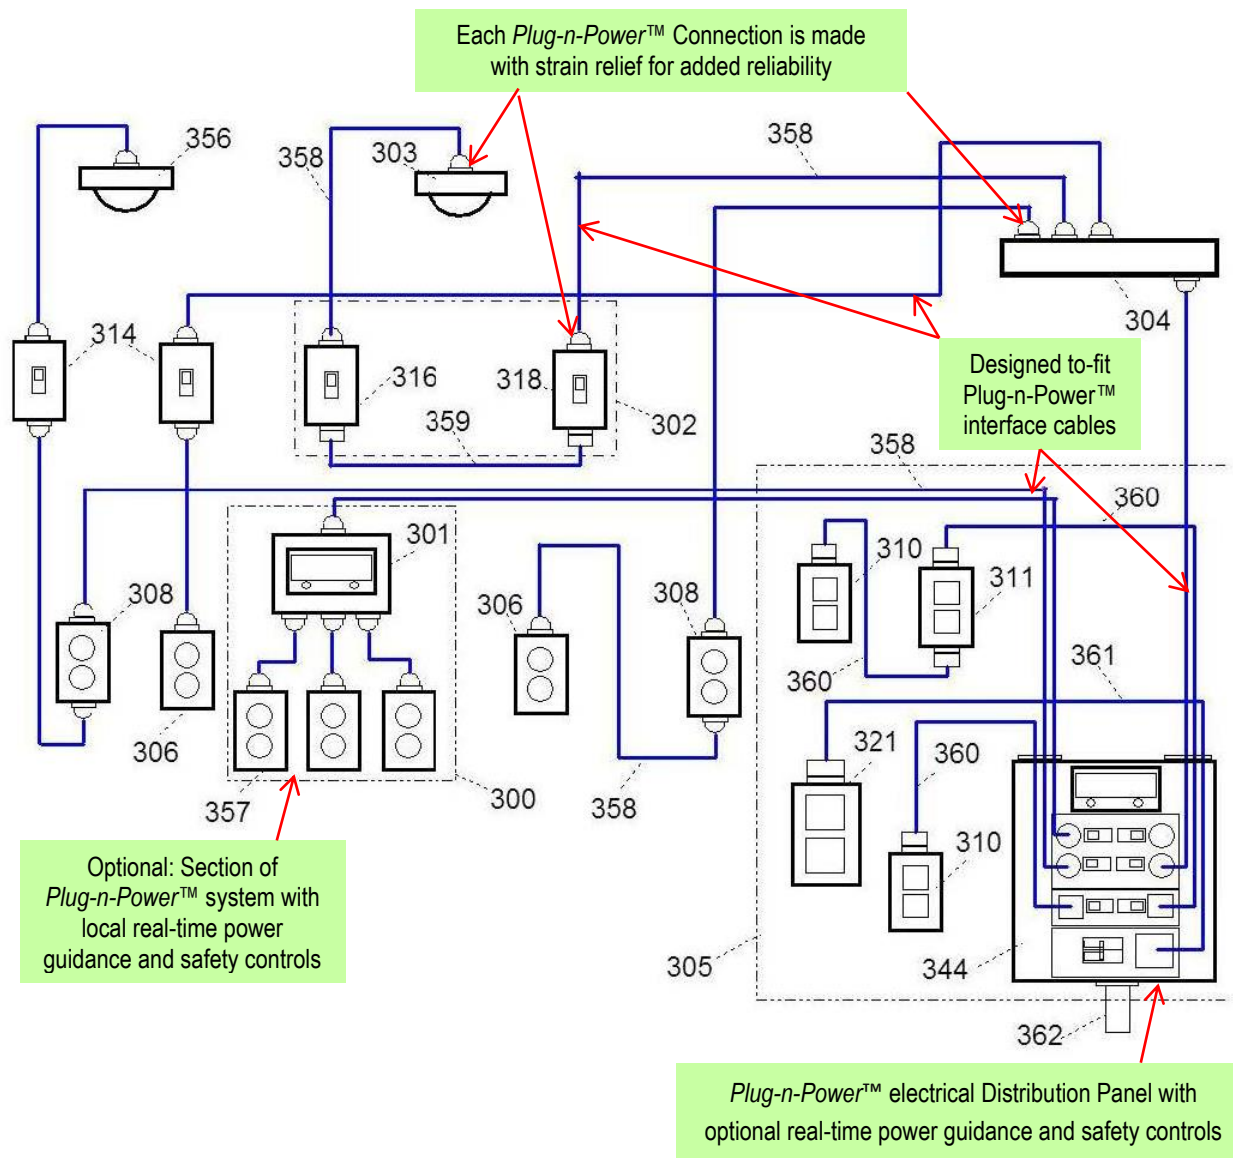 Each Plug-n-Power™ Connection is made
with strain relief for added reliability
356
358
303
358
304
314
316
318
302
359
Designed to-fit
Plug-n-Power™
interface cables
358
360
301
310
311
308
306
308
360
361
306
321
360
357
300
358
310
Optional: Section of
Plug-n-Power™ system with
local real-time power
guidance and safety controls
305
344
362
Plug-n-Power™ electrical Distribution Panel with
optional real-time power guidance and safety controls